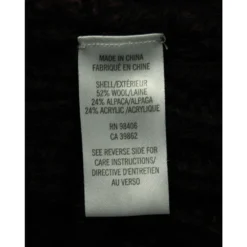 MADE IN CHINA
FABRIQUÉ EN CHINE
SHELL/EXTÉRIEUR
52% WOOL/LAINE
24% ALPACA/ALPAGA
24% ACRYLIC /ACRYLIQUE
RN 98406
CA 39862
SEE REVERSE SIDE FOR
CARE INSTRUCTIONS/
DIRECTIVE D'ENTRETIEN
AU VERSO